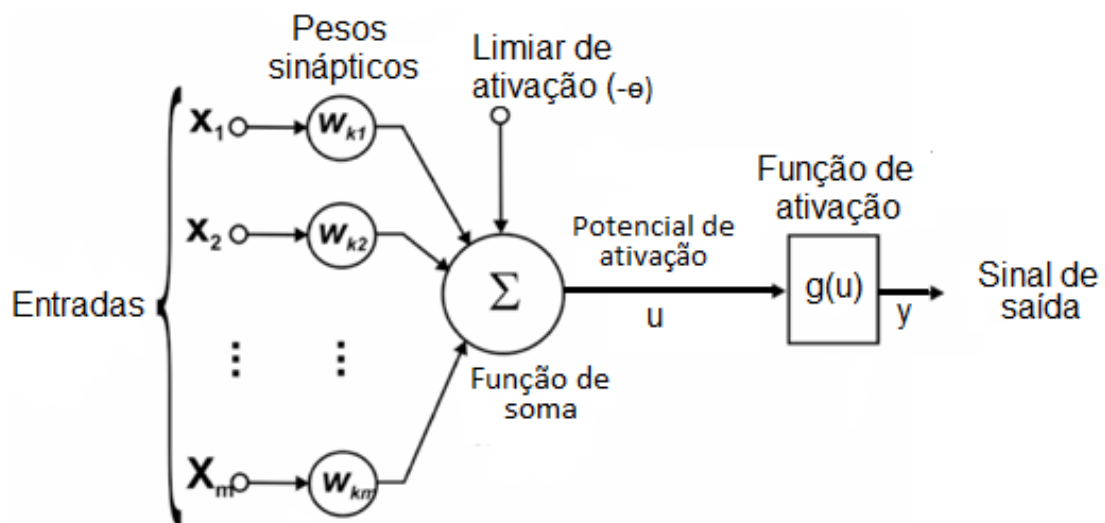 Pesos
sinápticos
Limiar de
ativação (-ɵ)
x1
wk1
Função de
ativação
x2
wk2
Potencial de
ativação
Entradas
Σ
u
g(u)
y
Sinal de
saída
⋮
⋮
Função de
soma
Xm
wkm